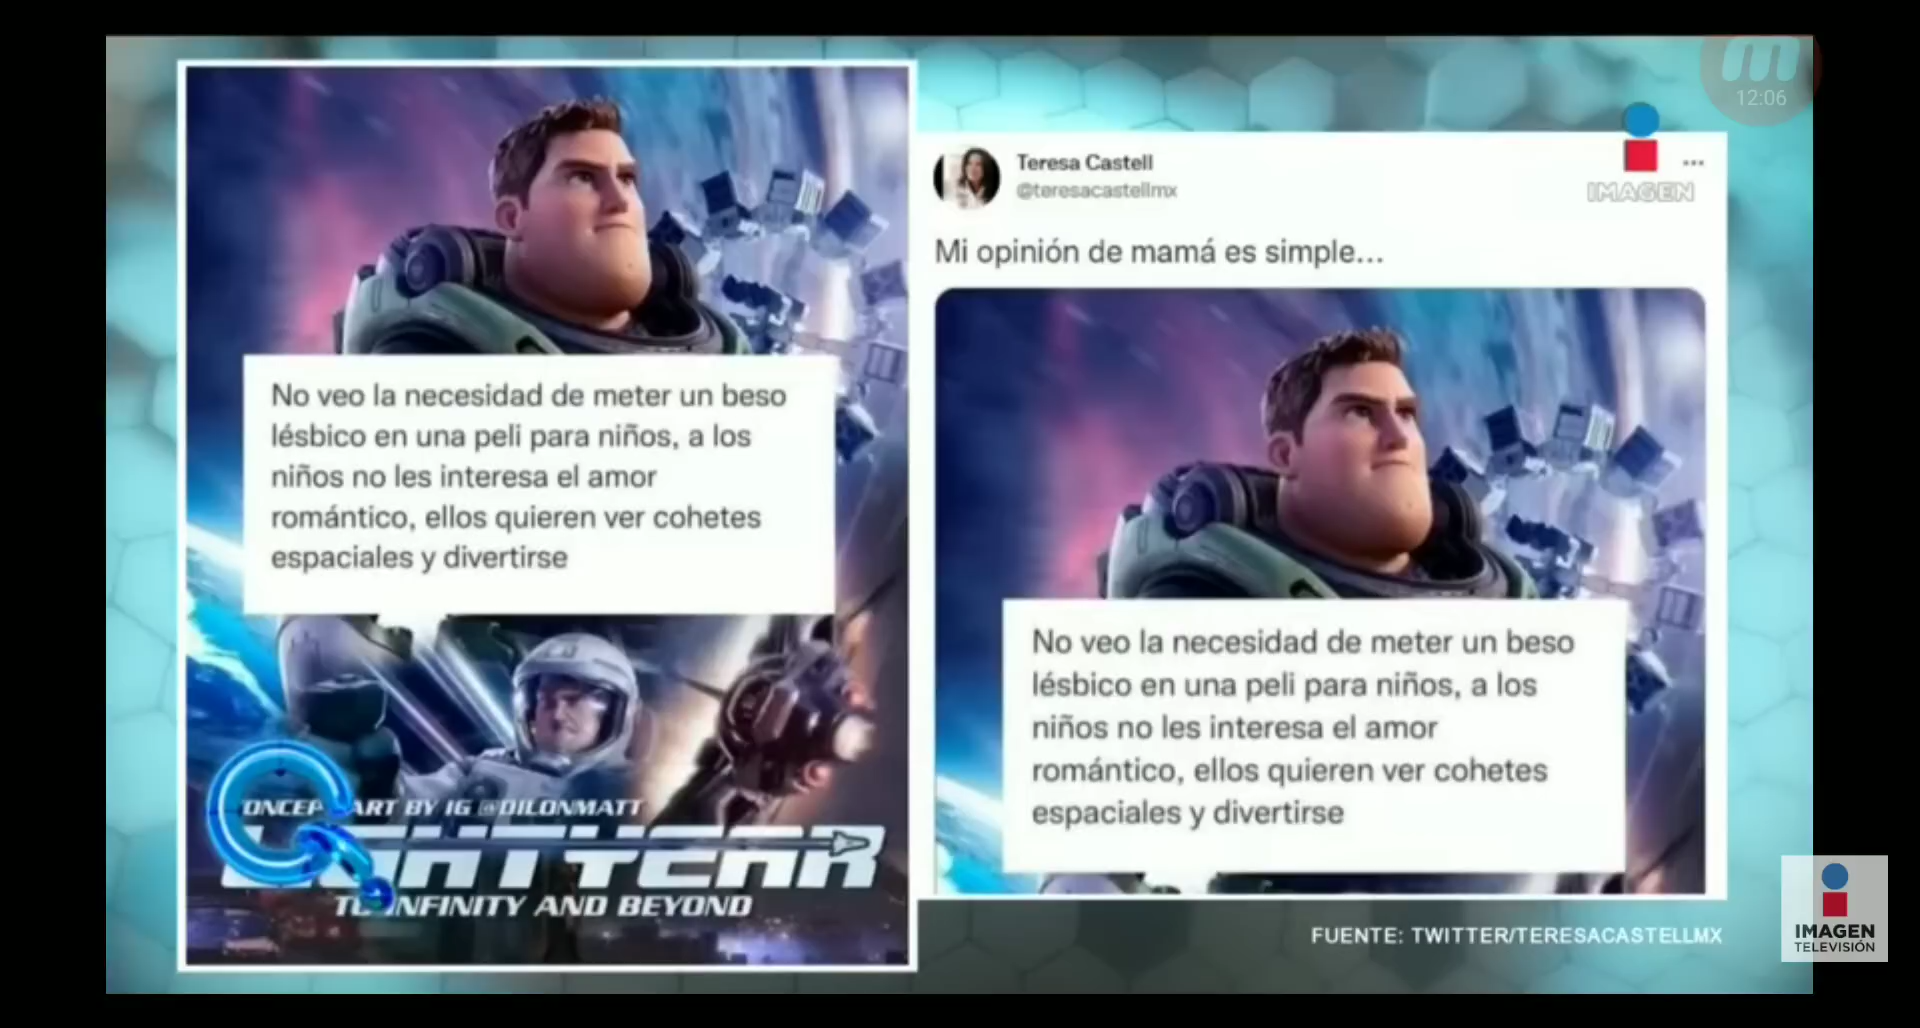 No veo la necesidad de meter un beso
lésbico en una peli para niños, a los
niños no les interesa el amor
romántico, ellos quieren ver cohetes
espaciales y divertirse
ART BY IG @DILONMATT
INFINITY AND BEYOND
12:06
IMAGEN
Teresa Castell
@teresacastellmx
Mi opinión de mamá es simple...
No veo la necesidad de meter un beso
lésbico en una peli para niños, a los
niños no les interesa el amor
romántico, ellos quieren ver cohetes
espaciales y divertirse
FUENTE: TWITTER/TERESACASTELLMX
IMAGEN
TELEVISIÓN